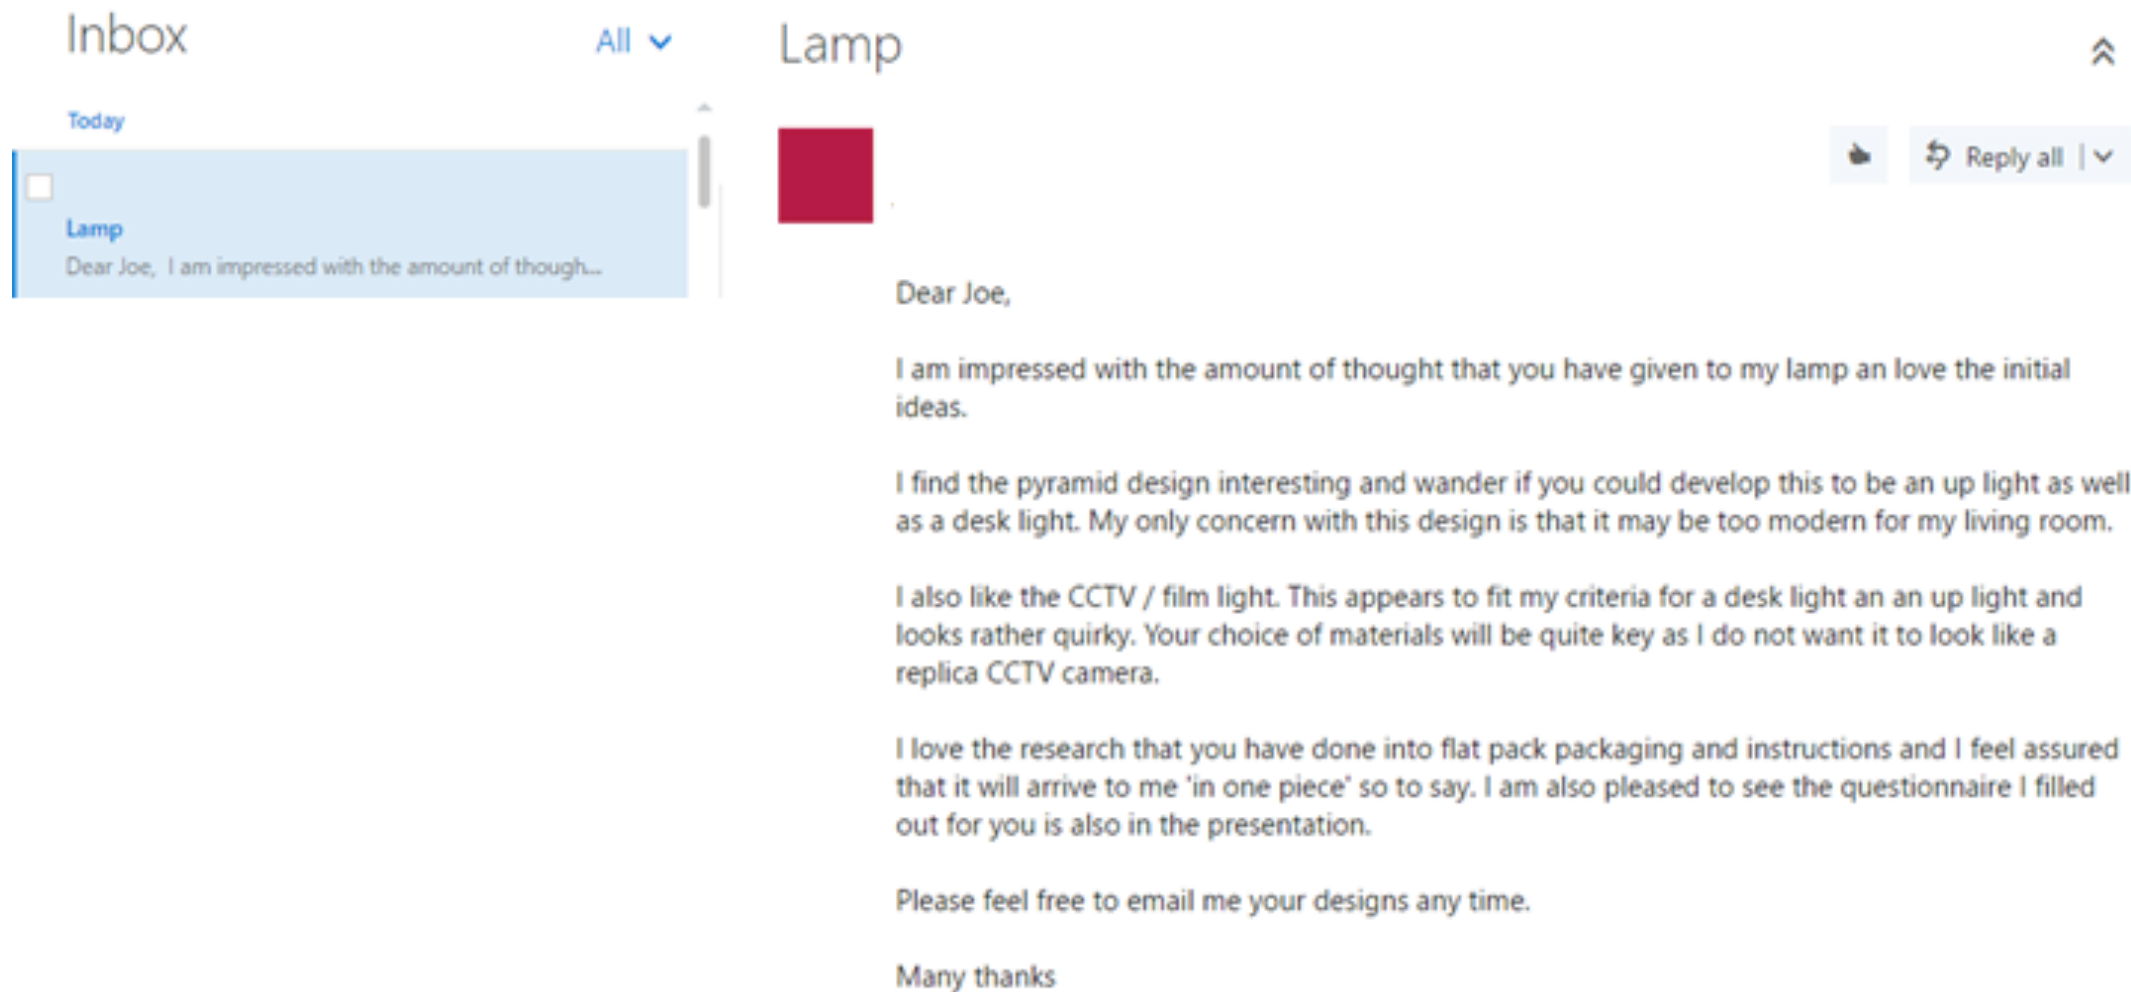 Inbox
All
Today
Lamp
Dear Joe, I am impressed with the amount of though...
Lamp
Reply all
Dear Joe,
I am impressed with the amount of thought that you have given to my lamp an love the initial
ideas.
I find the pyramid design interesting and wander if you could develop this to be an up light as well
as a desk light. My only concern with this design is that it may be too modern for my living room.
I also like the CCTV / film light. This appears to fit my criteria for a desk light an an up light and
looks rather quirky. Your choice of materials will be quite key as I do not want it to look like a
replica CCTV camera.
I love the research that you have done into flat pack packaging and instructions and I feel assured
that it will arrive to me 'in one piece' so to say. I am also pleased to see the questionnaire I filled
out for you is also in the presentation.
Please feel free to email me your designs any time.
Many thanks